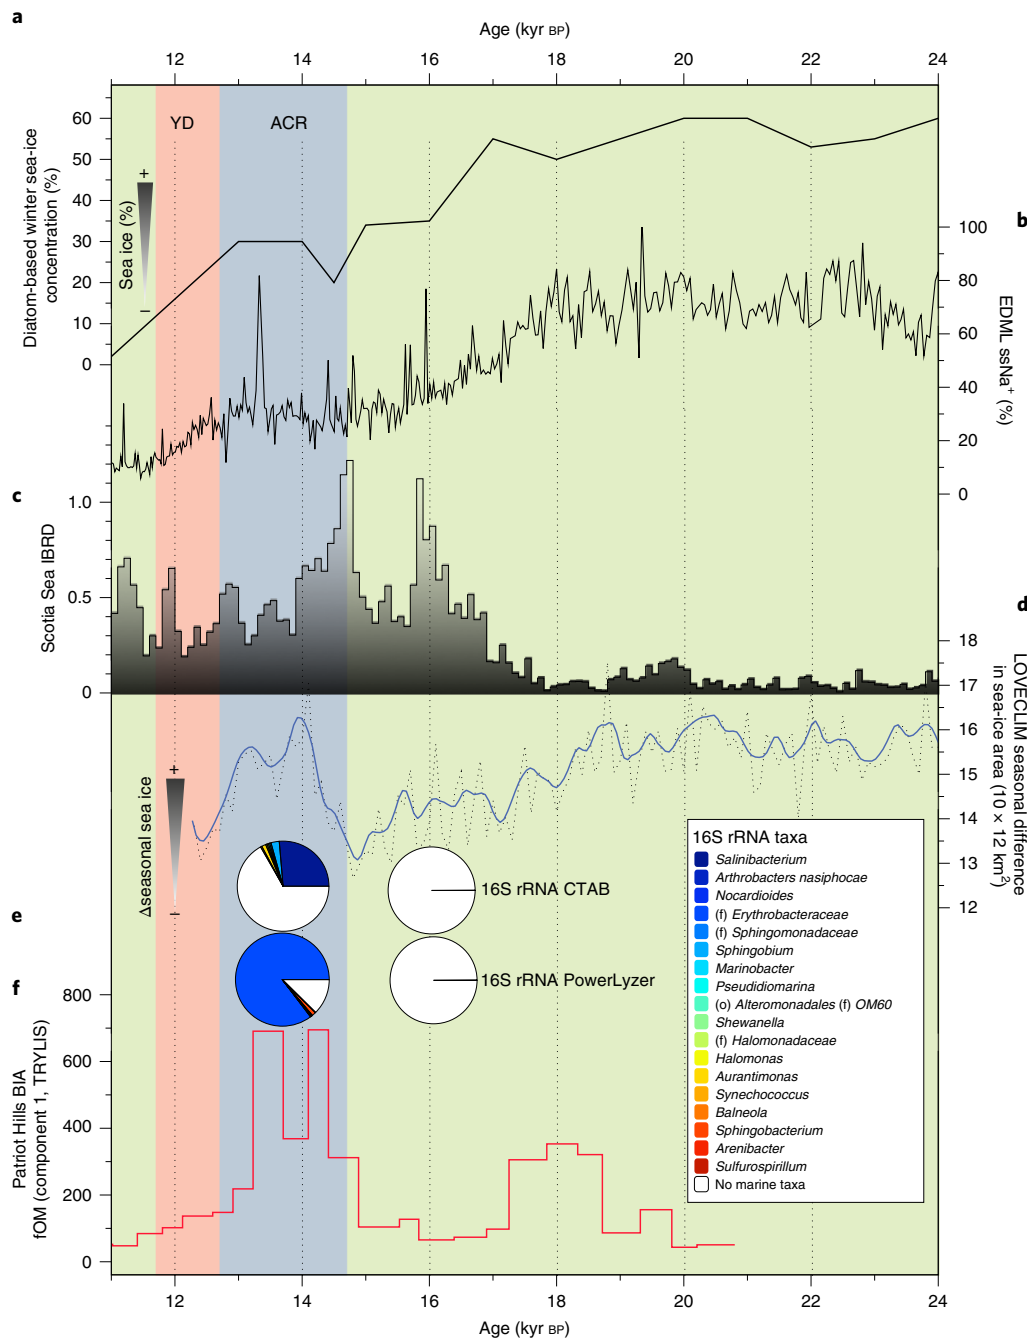 a
Age (kyr BP)
12 14 16 18 20 22 24
YD
ACR
60
50
40
30
20
10
0
Diatom-based winter sea-ice
concentration (%)
+
Sea ice (%)
–
b
100
80
60
40
20
0
EDML ssNa+ (%)
c
1.0
0.5
0
Scotia Sea IBRD
d
18
17
16
15
14
13
12
LOVECLIM seasonal difference
in sea-ice area (10 × 12 km2)
+
Δseasonal sea ice
–
e
16S rRNA CTAB
16S rRNA PowerLyzer
16S rRNA taxa
Salinibacterium
Arthrobacters nasiphocae
Nocardioides
(f) Erythrobacteraceae
(f) Sphingomonadaceae
Sphingobium
Marinobacter
Pseudidiomarina
(o) Alteromonadales (f) OM60
Shewanella
(f) Halomonadaceae
Halomonas
Aurantimonas
Synechococcus
Balneola
Sphingobacterium
Arenibacter
Sulfurospirillum
No marine taxa
f
800
600
400
200
0
Patriot Hills BIA
fOM (component 1, TRYLIS)
12 14 16 18 20 22 24
Age (kyr BP)